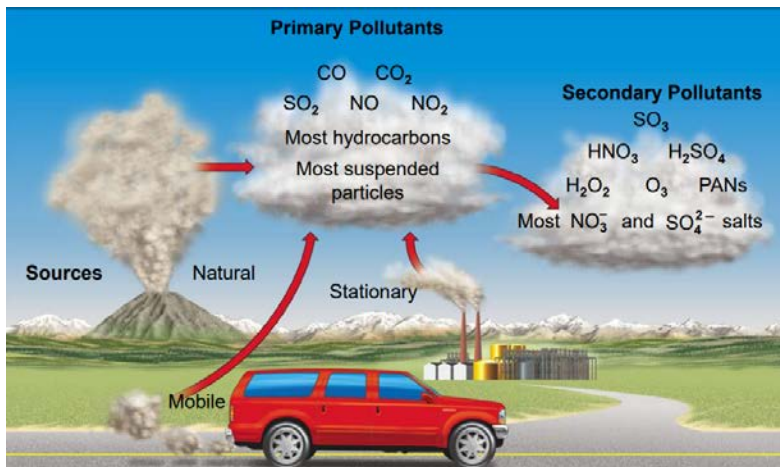 Primary Pollutants
CO CO₂
SO₂ NO NO₂
Most hydrocarbons
Most suspended
particles
Secondary Pollutants
SO₃
HNO₃ H₂SO₄
H₂O₂ O₃ PANs
Most NO₃⁻ and SO₄²⁻ salts
Sources
Natural
Stationary
Mobile